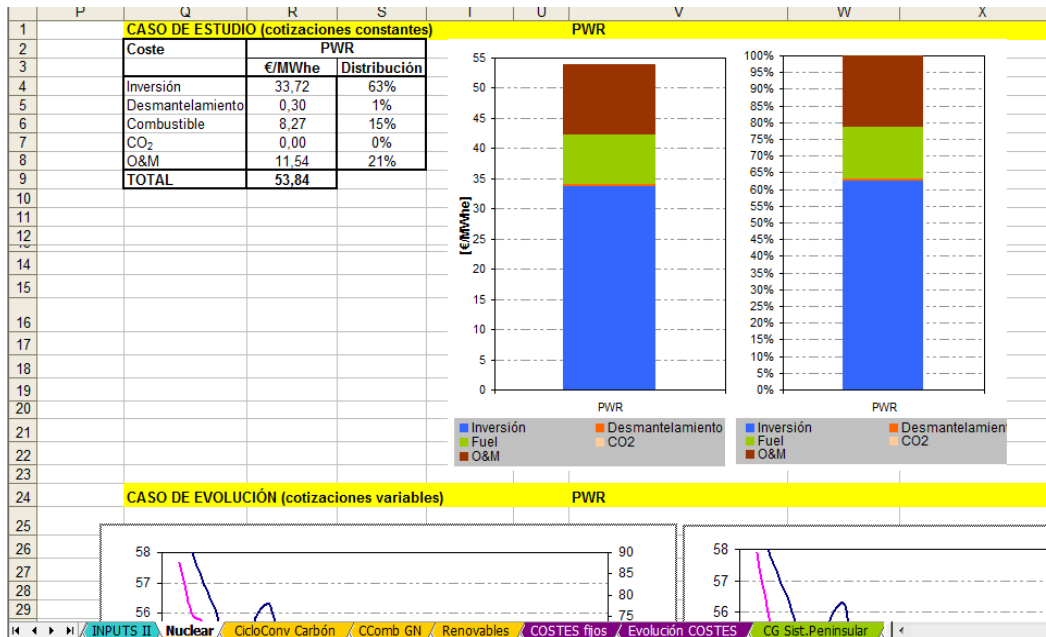 P Q R S T U V W X
1 CASO DE ESTUDIO (cotizaciones constantes) PWR
2 Coste PWR
3 €/MWhe Distribución
4 Inversión 33,72 63%
5 Desmantelamiento 0,30 1%
6 Combustible 8,27 15%
7 CO2 0,00 0%
8 O&M 11,54 21%
9 TOTAL 53,84
10
11
12
14
15
16
17
18
19
20
21
22
23
55
50
45
40
35
30
25
20
15
10
5
0
[€/MWhe]
PWR
Inversión Desmantelamiento
Fuel CO2
O&M
100%
95%
90%
85%
80%
75%
70%
65%
60%
55%
50%
45%
40%
35%
30%
25%
20%
15%
10%
5%
0%
PWR
Inversión Desmantelamien
Fuel CO2
O&M
24 CASO DE EVOLUCIÓN (cotizaciones variables) PWR
25
26
27
28
29
58 90
57 85
56 80
75
58
57
56
INPUTS II Nuclear CicloConv Carbón CComb GN Renovables COSTES fijos Evolución COSTES CG Sist.Peninsular